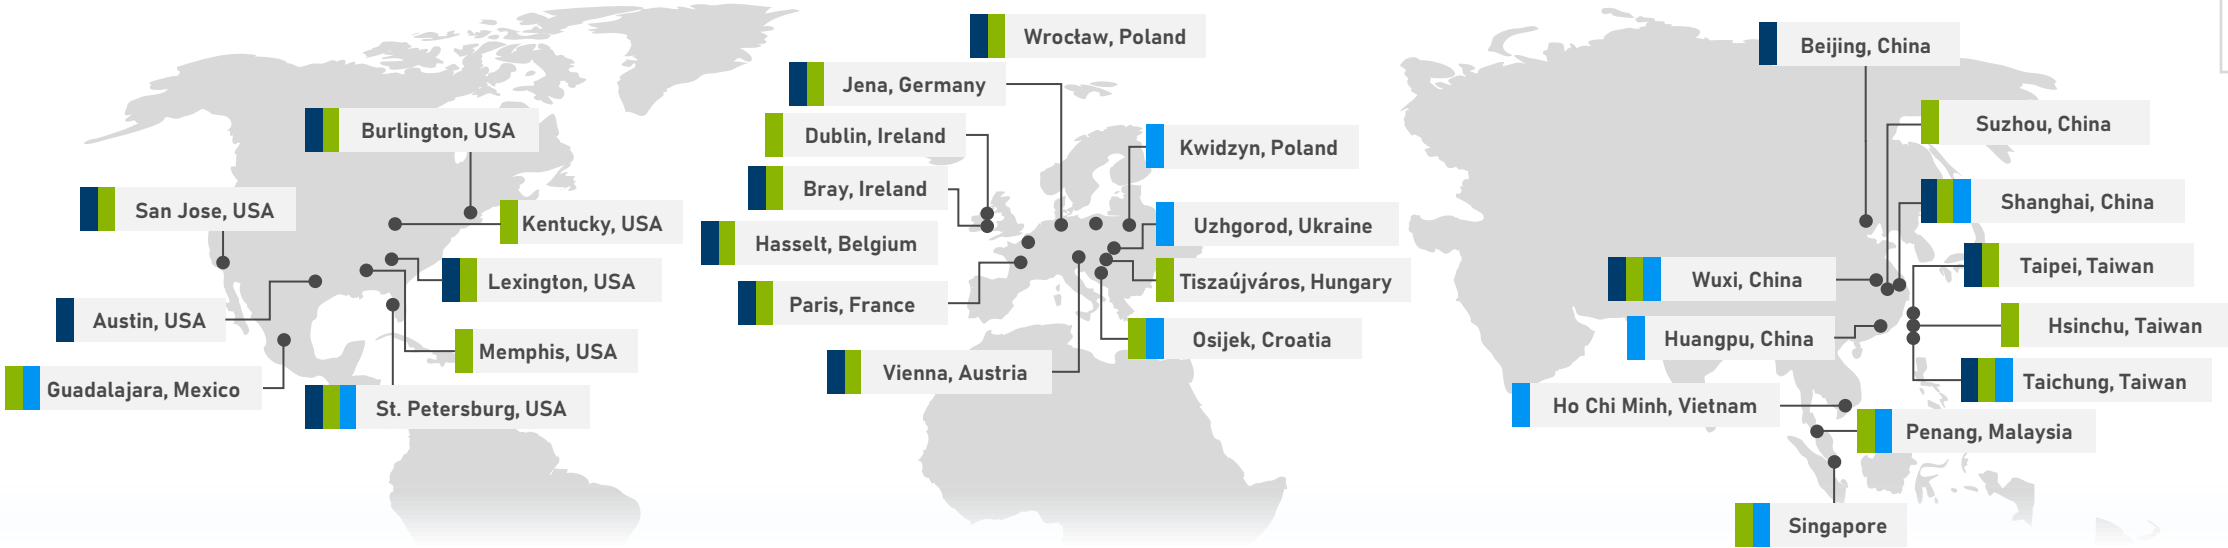 Burlington, USA
San Jose, USA
Kentucky, USA
Lexington, USA
Austin, USA
Memphis, USA
Guadalajara, Mexico
St. Petersburg, USA
Wrocław, Poland
Jena, Germany
Dublin, Ireland
Kwidzyn, Poland
Bray, Ireland
Uzhgorod, Ukraine
Hasselt, Belgium
Tiszaújváros, Hungary
Paris, France
Osijek, Croatia
Vienna, Austria
Beijing, China
Suzhou, China
Shanghai, China
Taipei, Taiwan
Wuxi, China
Hsinchu, Taiwan
Huangpu, China
Taichung, Taiwan
Ho Chi Minh, Vietnam
Penang, Malaysia
Singapore